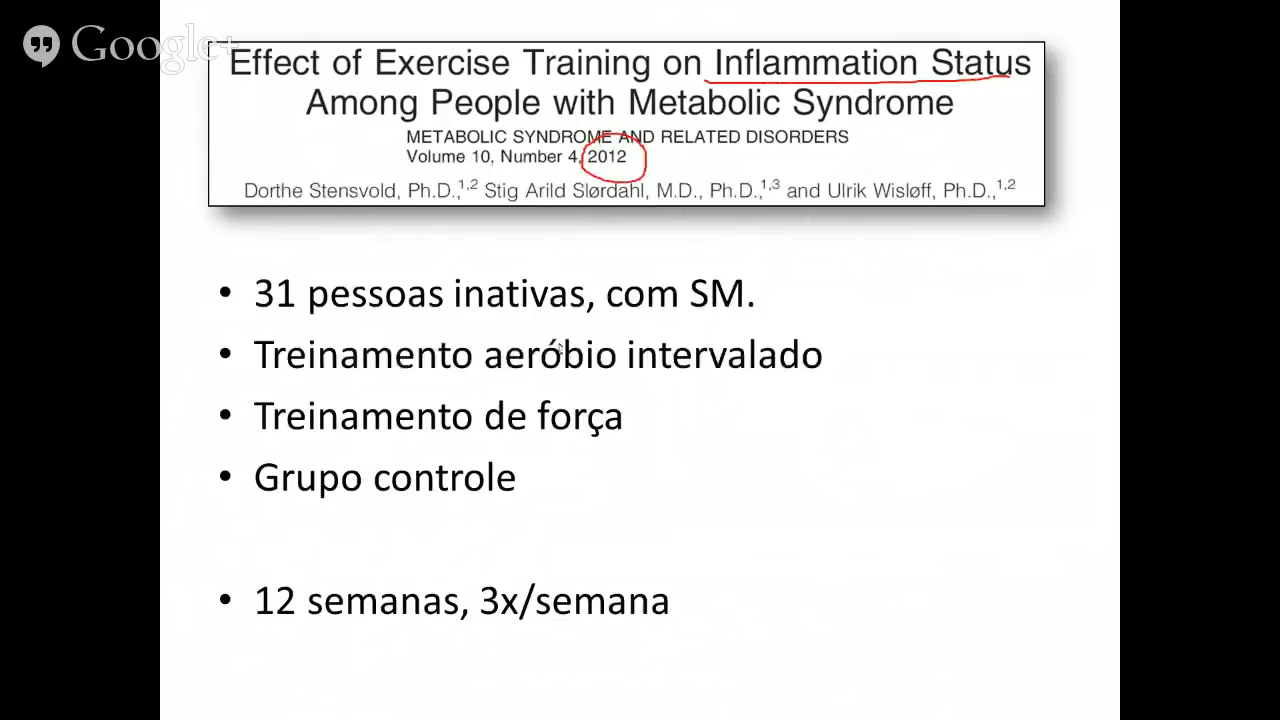 Google+
Effect of Exercise Training on Inflammation Status
Among People with Metabolic Syndrome
METABOLIC SYNDROME AND RELATED DISORDERS
Volume 10, Number 4, 2012
Dorthe Stensvold, Ph.D.,1,2 Stig Arild Slørdahl, M.D., Ph.D.,1,3 and Ulrik Wisløff, Ph.D.,1,2
• 31 pessoas inativas, com SM.
• Treinamento aeróbio intervalado
• Treinamento de força
• Grupo controle
• 12 semanas, 3x/semana